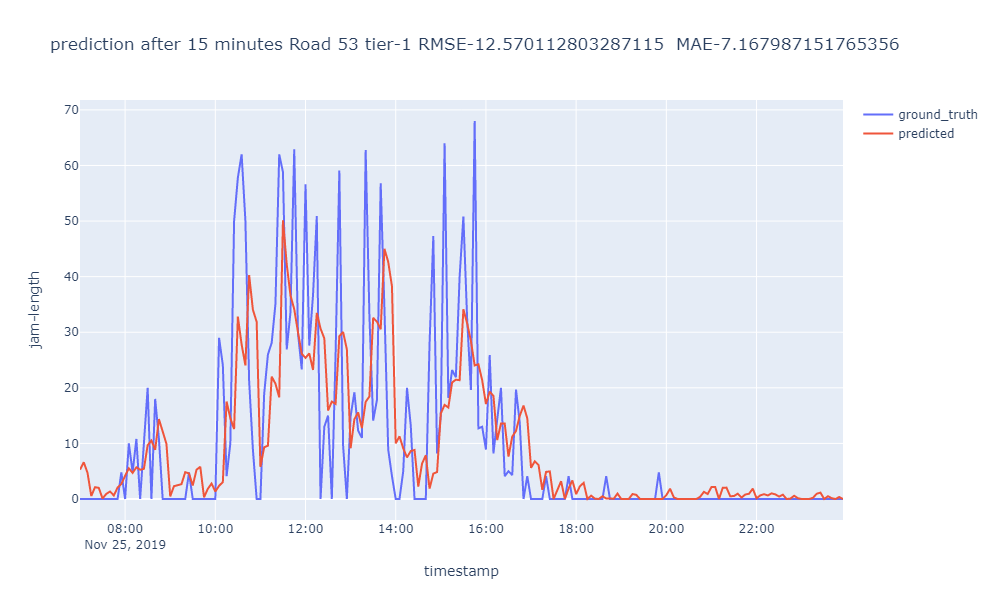 prediction after 15 minutes Road 53 tier-1 RMSE-12.570112803287115  MAE-7.167987151765356
ground_truth
predicted
jam-length
70
60
50
40
30
20
10
0
08:00 10:00 12:00 14:00 16:00 18:00 20:00 22:00
Nov 25, 2019
timestamp